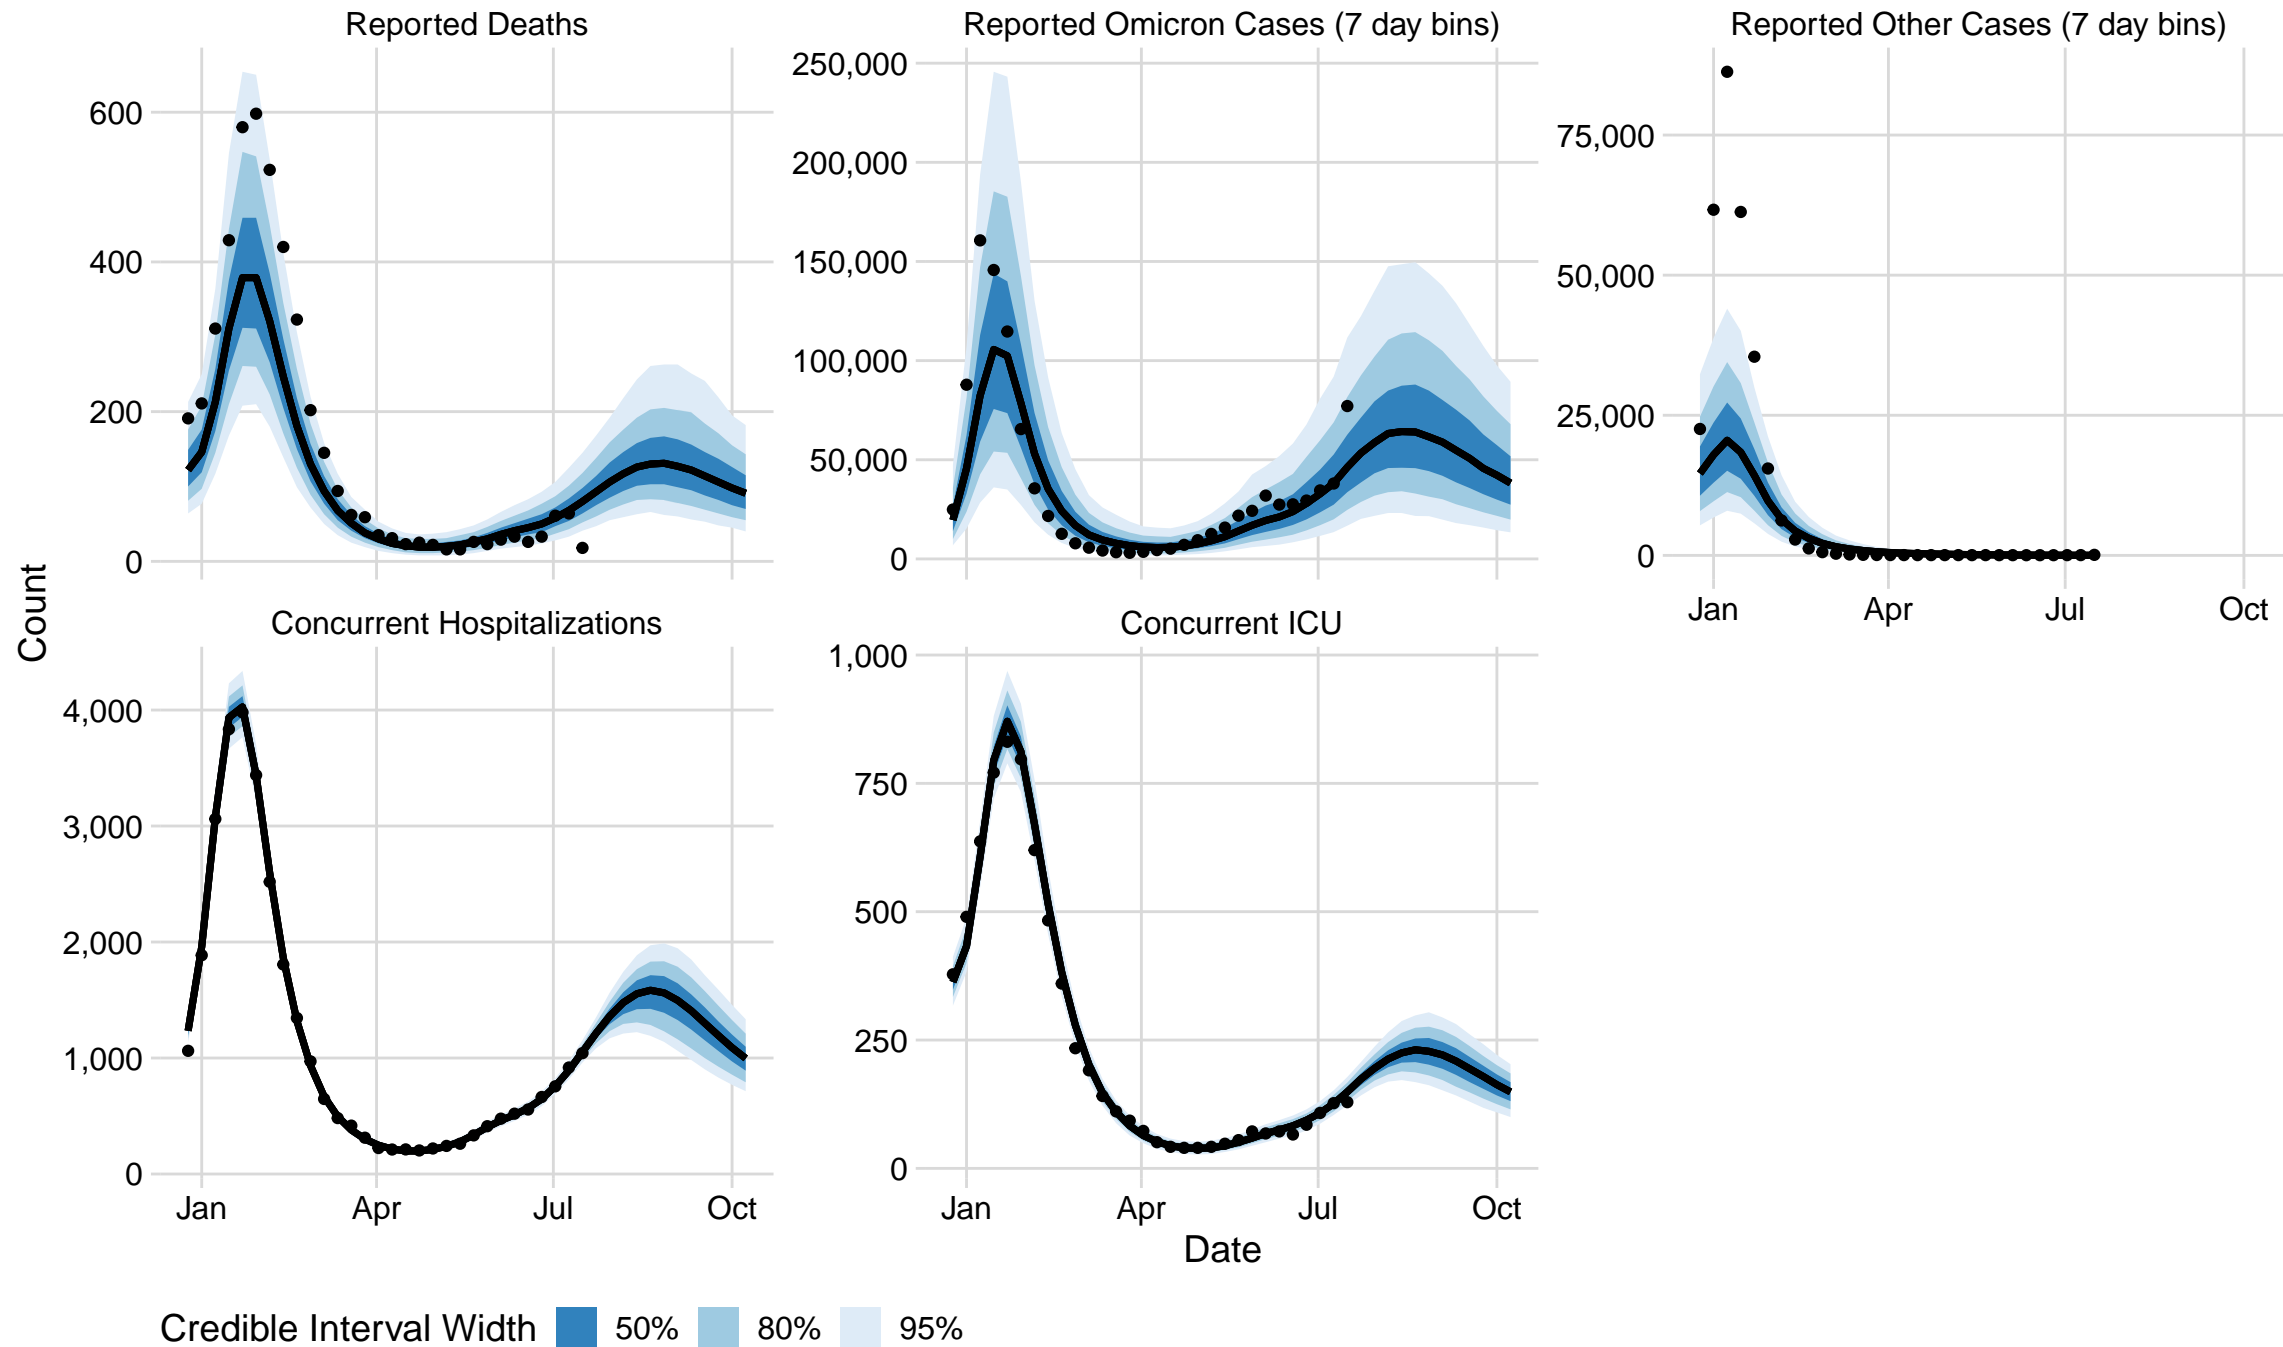 Reported Deaths
Reported Omicron Cases (7 day bins)
Reported Other Cases (7 day bins)
600
400
200
0
250,000
200,000
150,000
100,000
50,000
0
75,000
50,000
25,000
0
Jan Apr Jul Oct
Count
Concurrent Hospitalizations
Concurrent ICU
4,000
3,000
2,000
1,000
0
Jan Apr Jul Oct
1,000
750
500
250
0
Jan Apr Jul Oct
Date
Credible Interval Width 50% 80% 95%